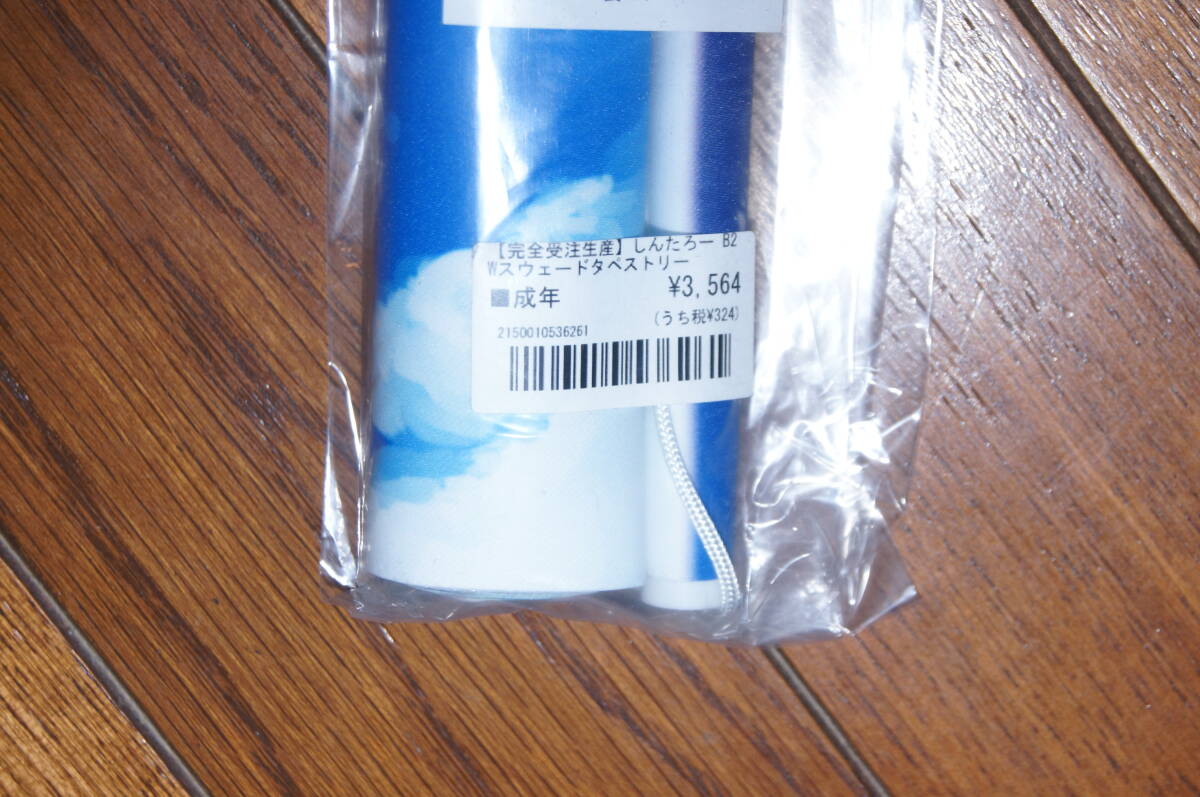 【完全受注生産】しんたろー B2
Wスウェードタペストリー
成年 ¥3,564
2150010536261 (うち税¥324)